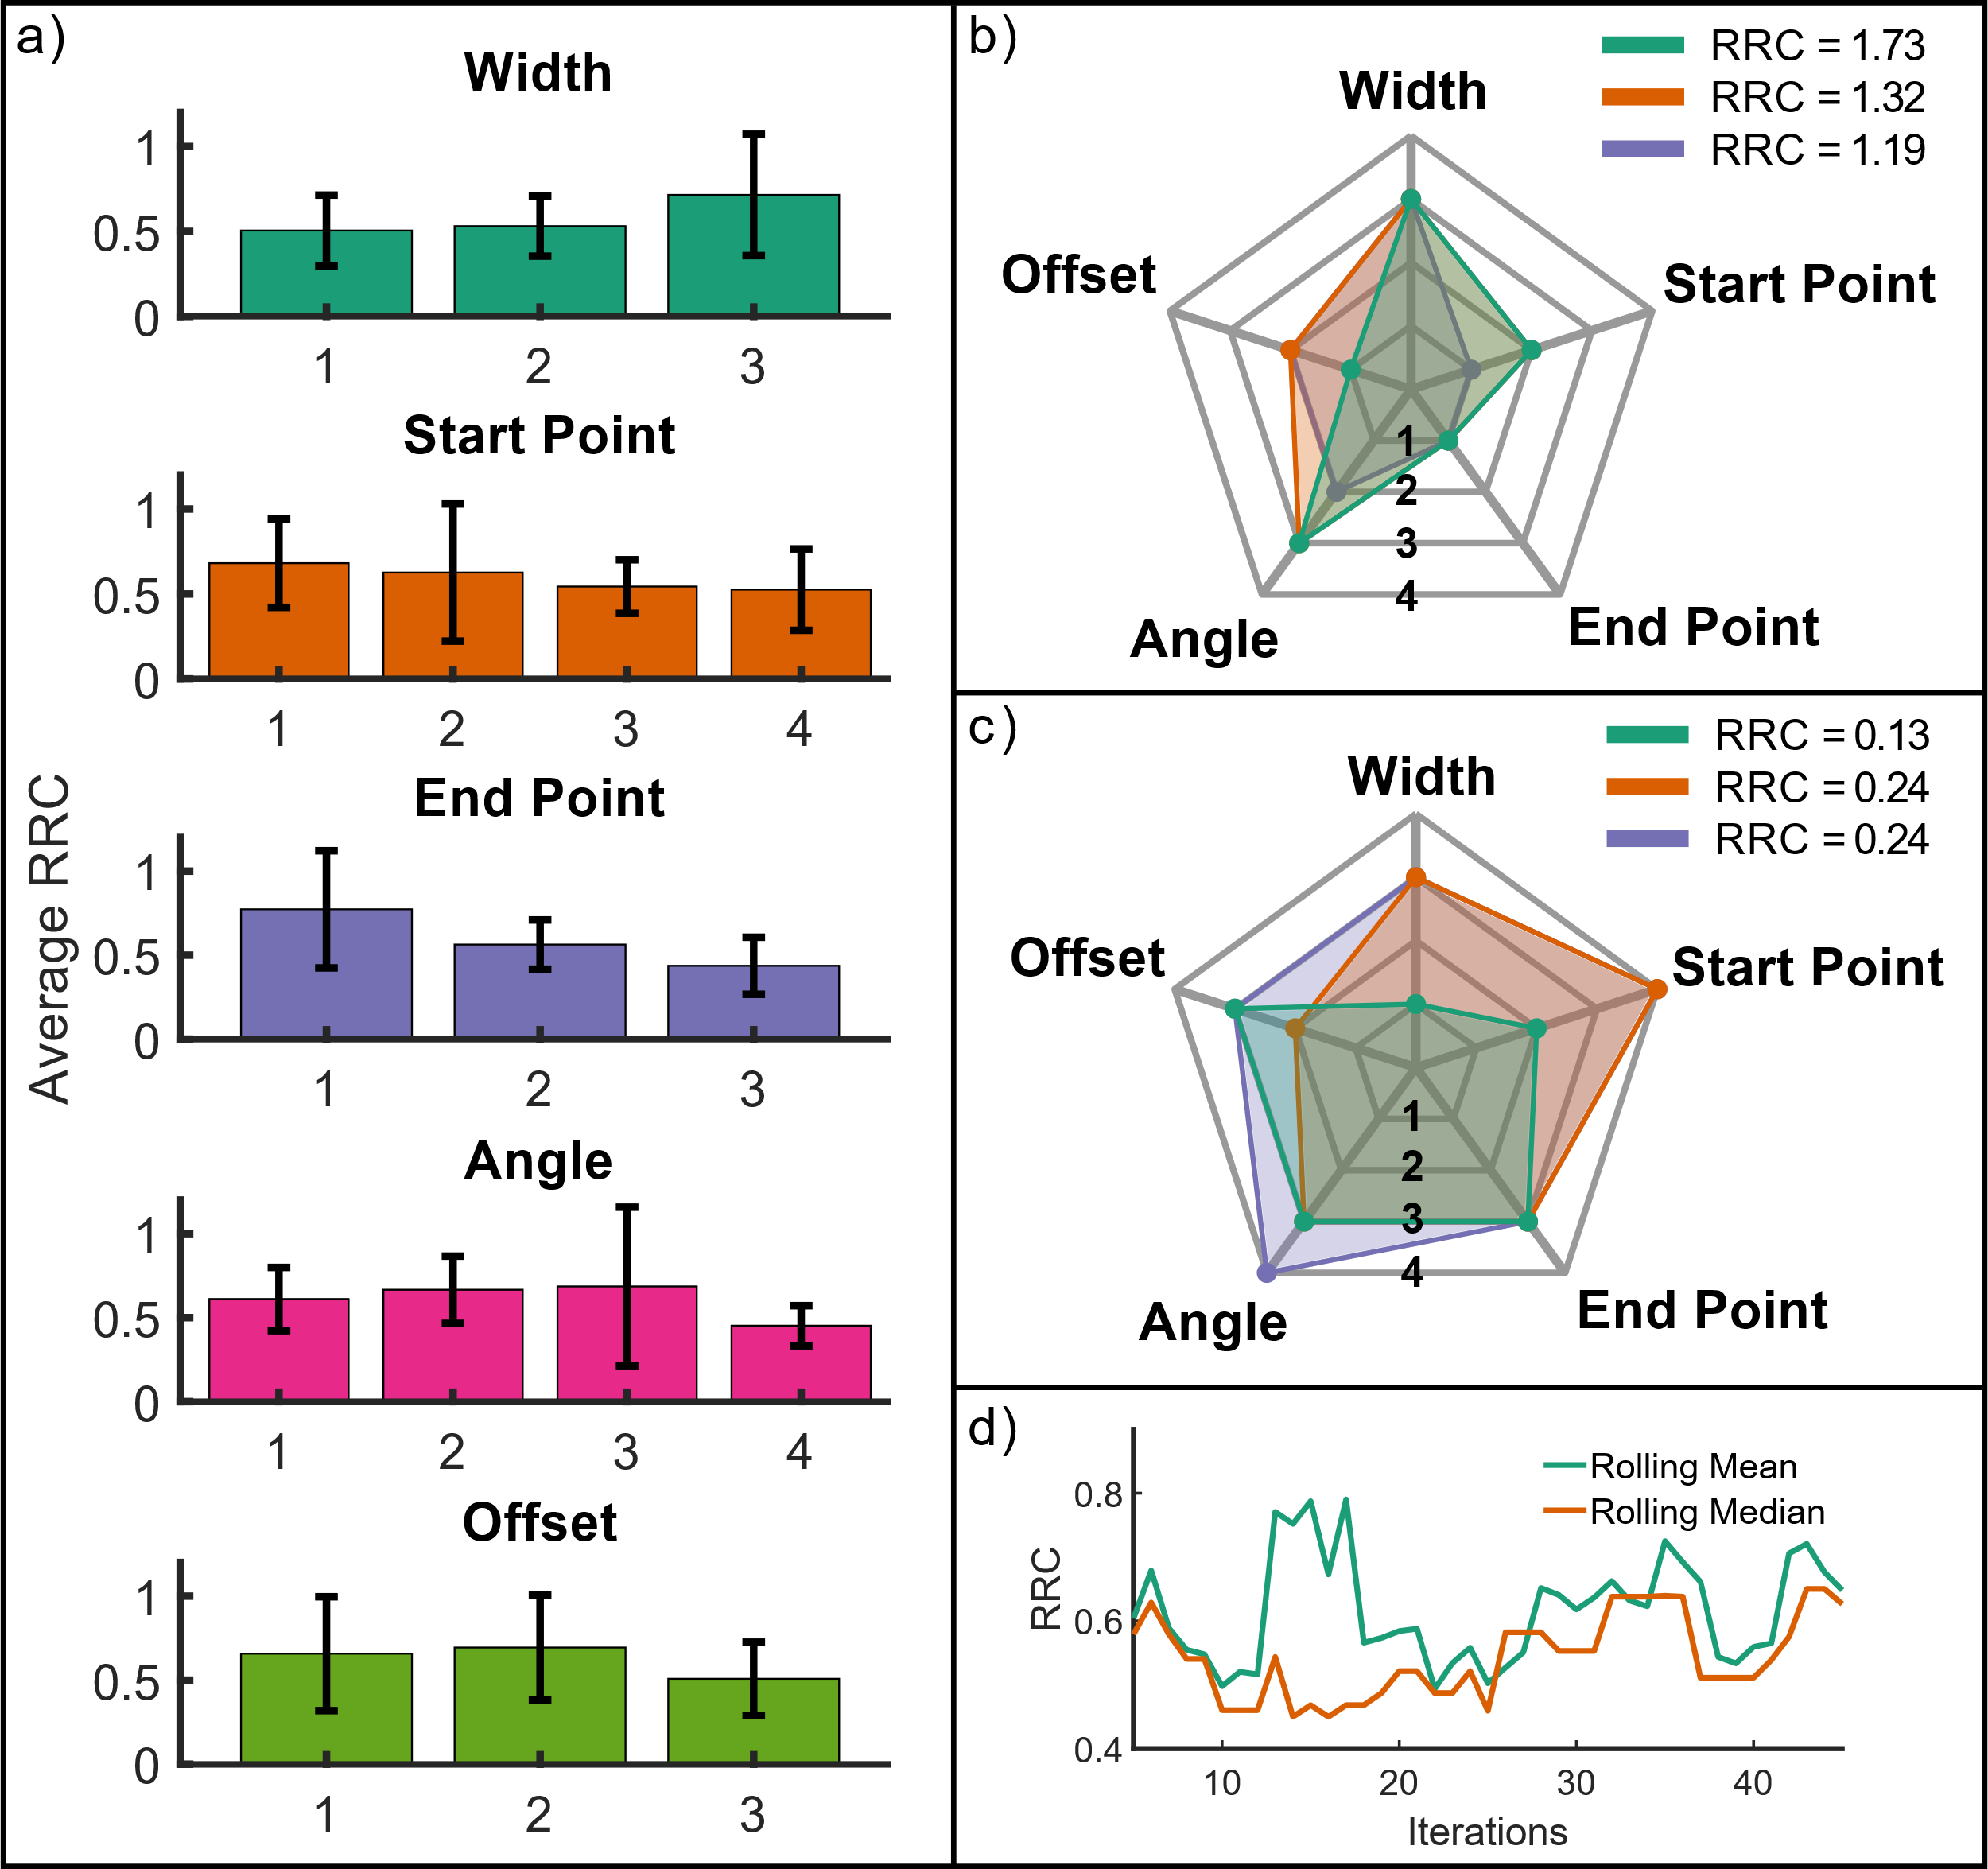 a)
Average RRC
Width
1
0.5
0
1 2 3
Start Point
1
0.5
0
1 2 3 4
End Point
1
0.5
0
1 2 3
Angle
1
0.5
0
1 2 3 4
Offset
1
0.5
0
1 2 3
b)
RRC = 1.73
RRC = 1.32
RRC = 1.19
Width
Offset
Start Point
1
2
3
4
Angle
End Point
c)
RRC = 0.13
RRC = 0.24
RRC = 0.24
Width
Offset
Start Point
1
2
3
4
Angle
End Point
d)
Rolling Mean
Rolling Median
RRC
0.8
0.6
0.4
10 20 30 40
Iterations